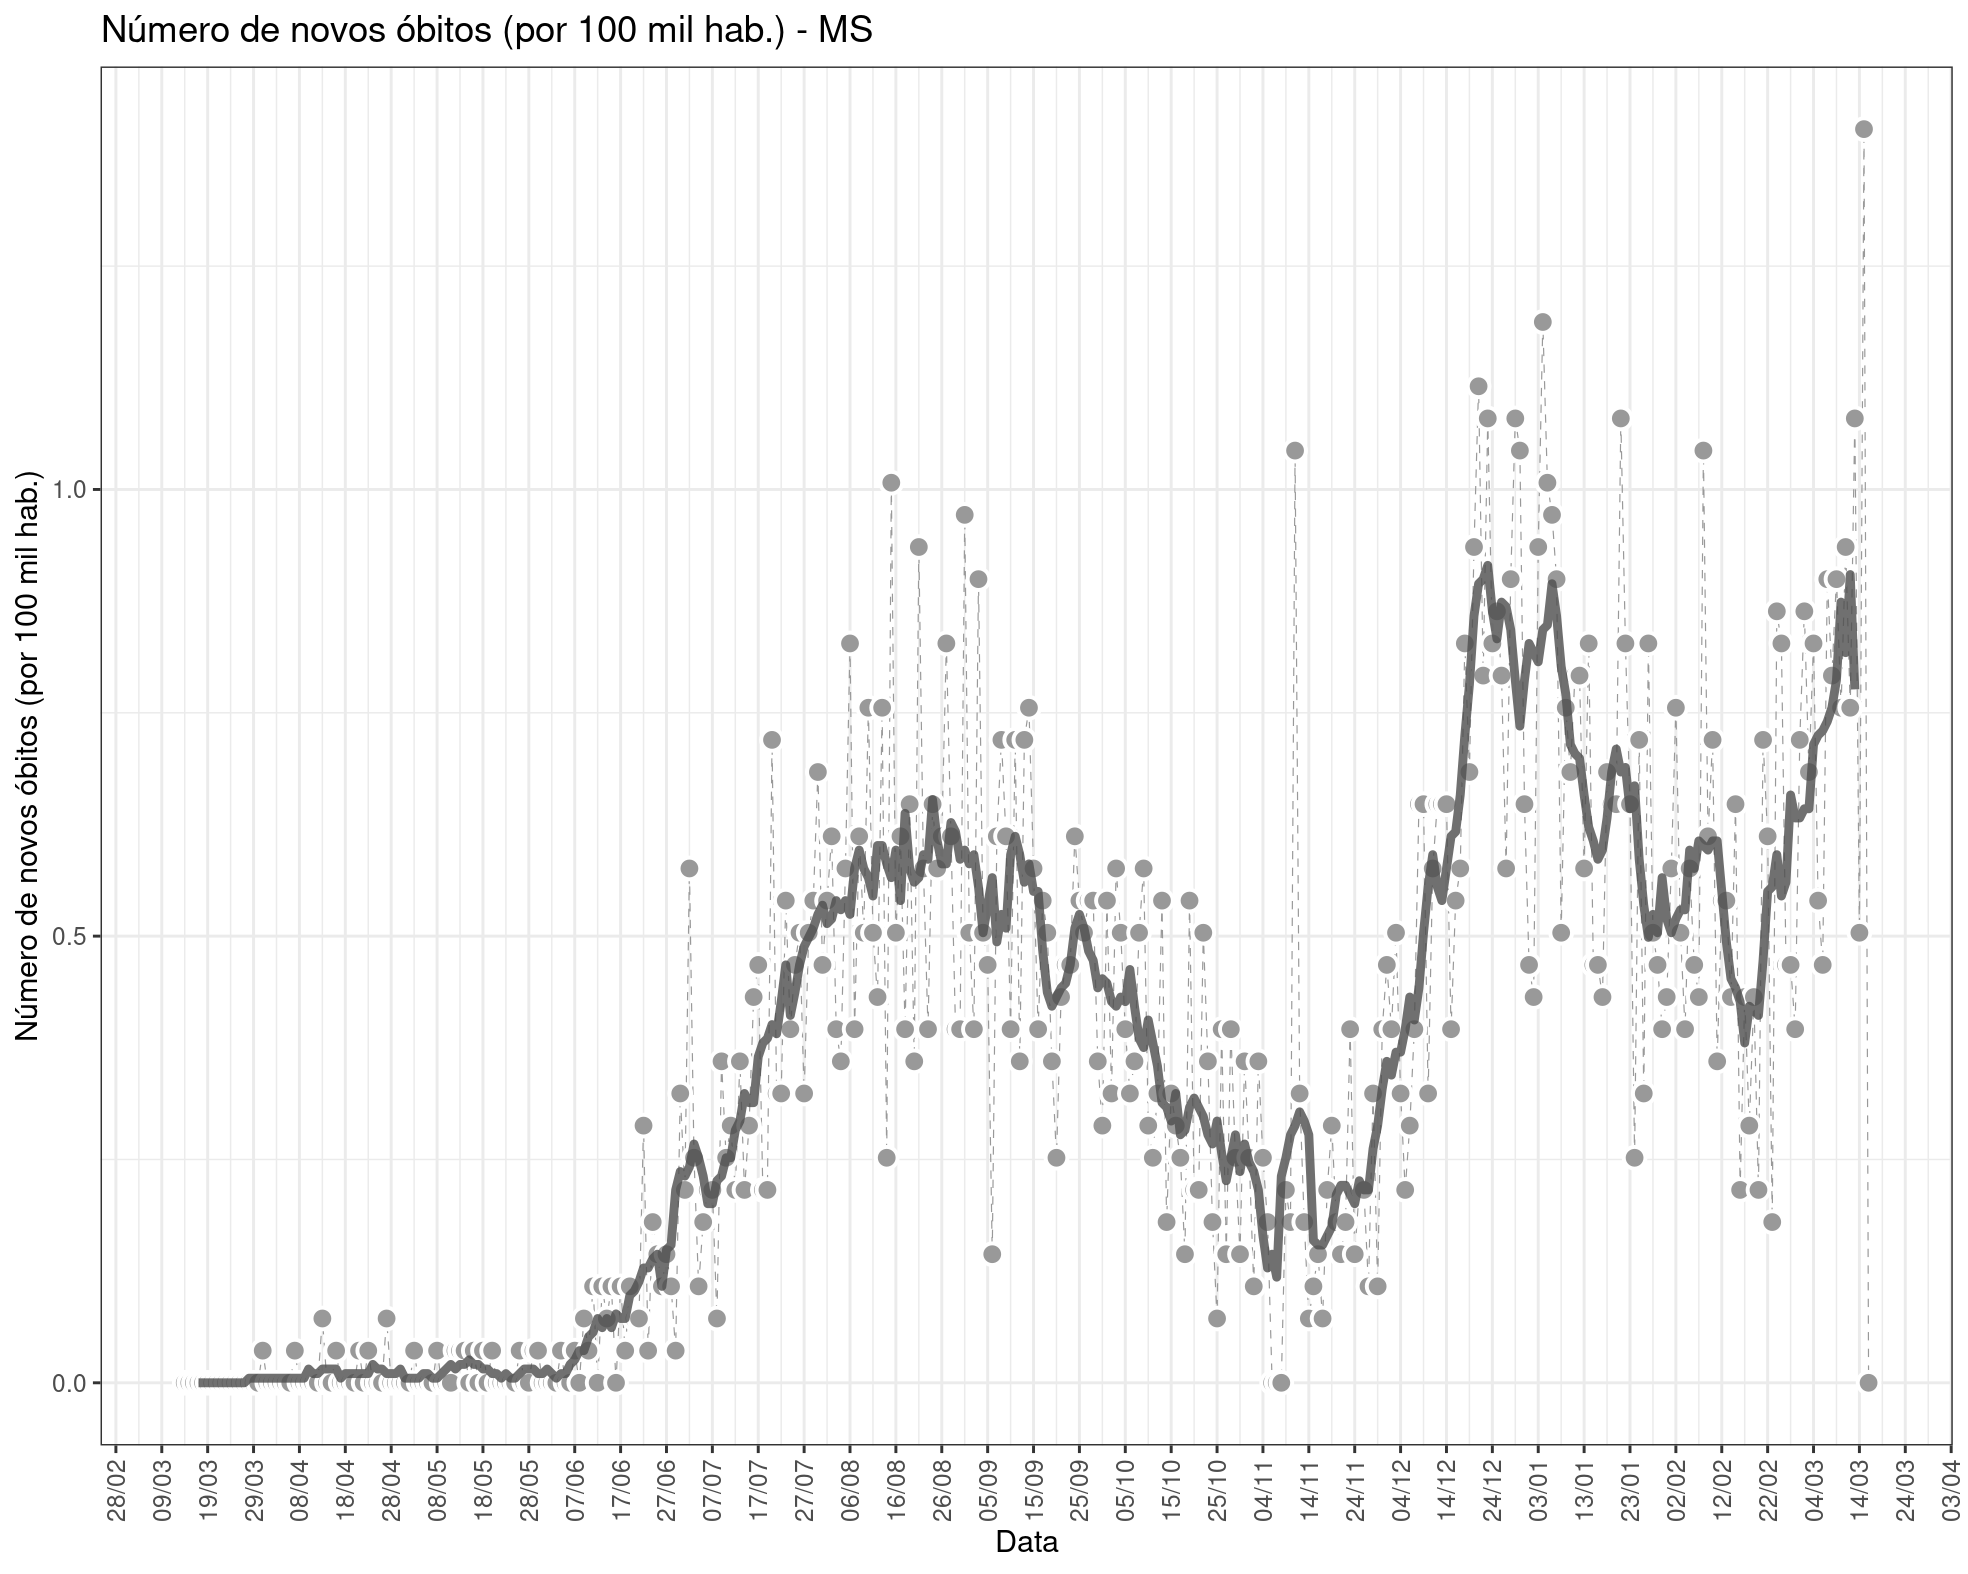 Número de novos óbitos (por 100 mil hab.) - MS
Número de novos óbitos (por 100 mil hab.)
1.0
0.5
0.0
28/02 09/03 19/03 29/03 08/04 18/04 28/04 08/05 18/05 28/05 07/06 17/06 27/06 07/07 17/07 27/07 06/08 16/08 26/08 05/09 15/09 25/09 05/10 15/10 25/10 04/11 14/11 24/11 04/12 14/12 24/12 03/01 13/01 23/01 02/02 12/02 22/02 04/03 14/03 24/03 03/04
Data